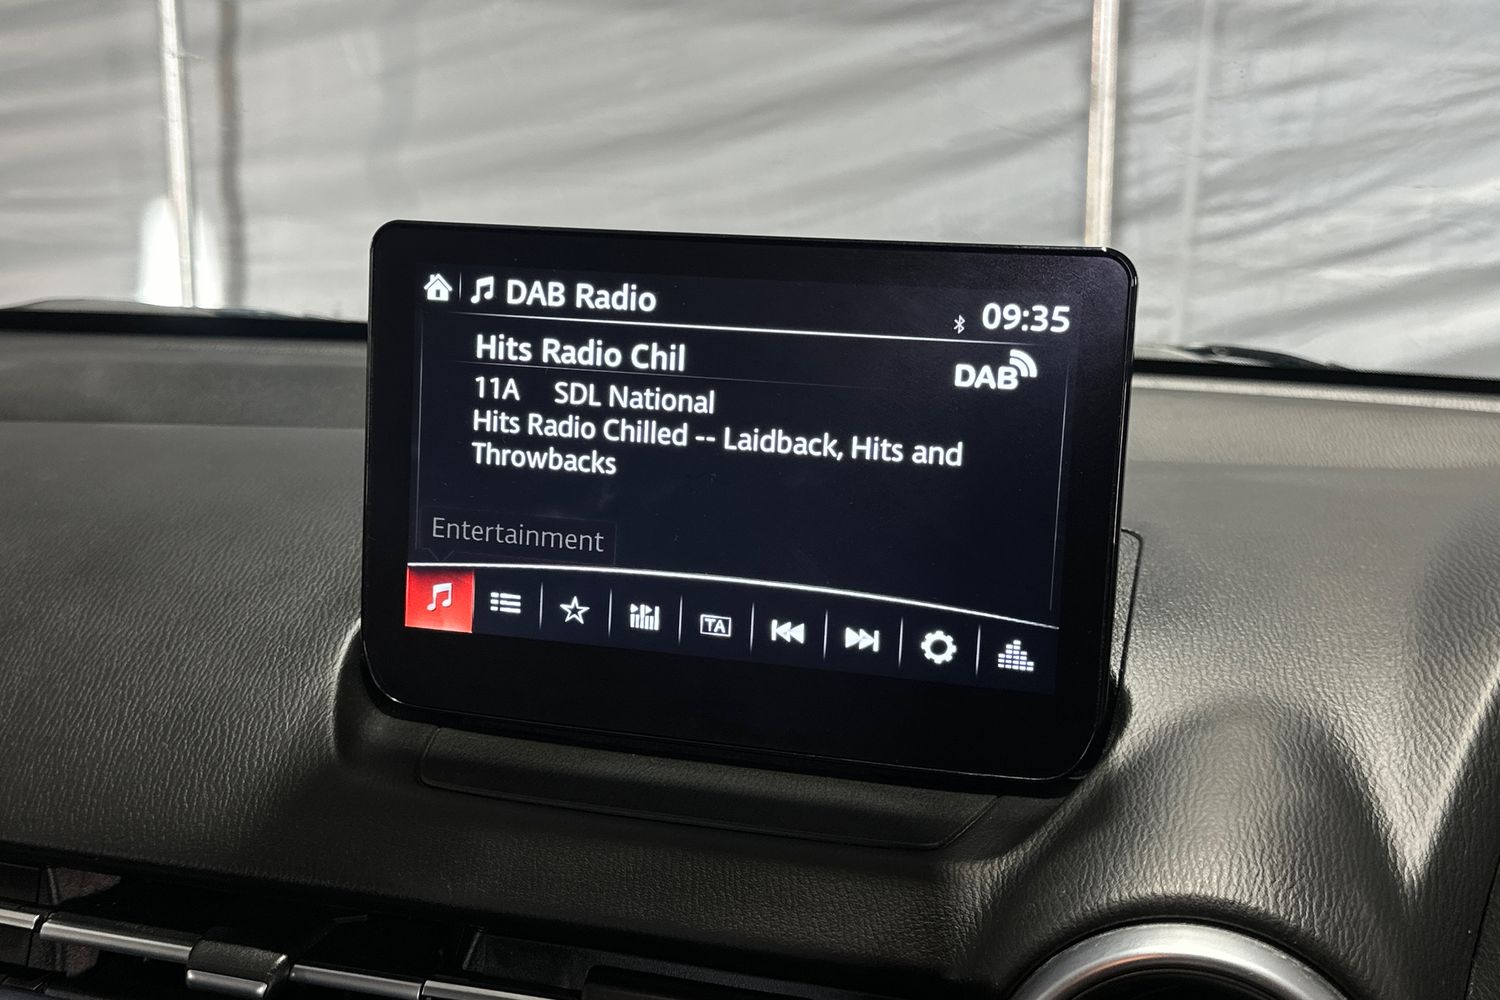 DAB Radio
09:35
Hits Radio Chil
DAB
11A SDL National
Hits Radio Chilled -- Laidback, Hits and
Throwbacks
Entertainment
TA